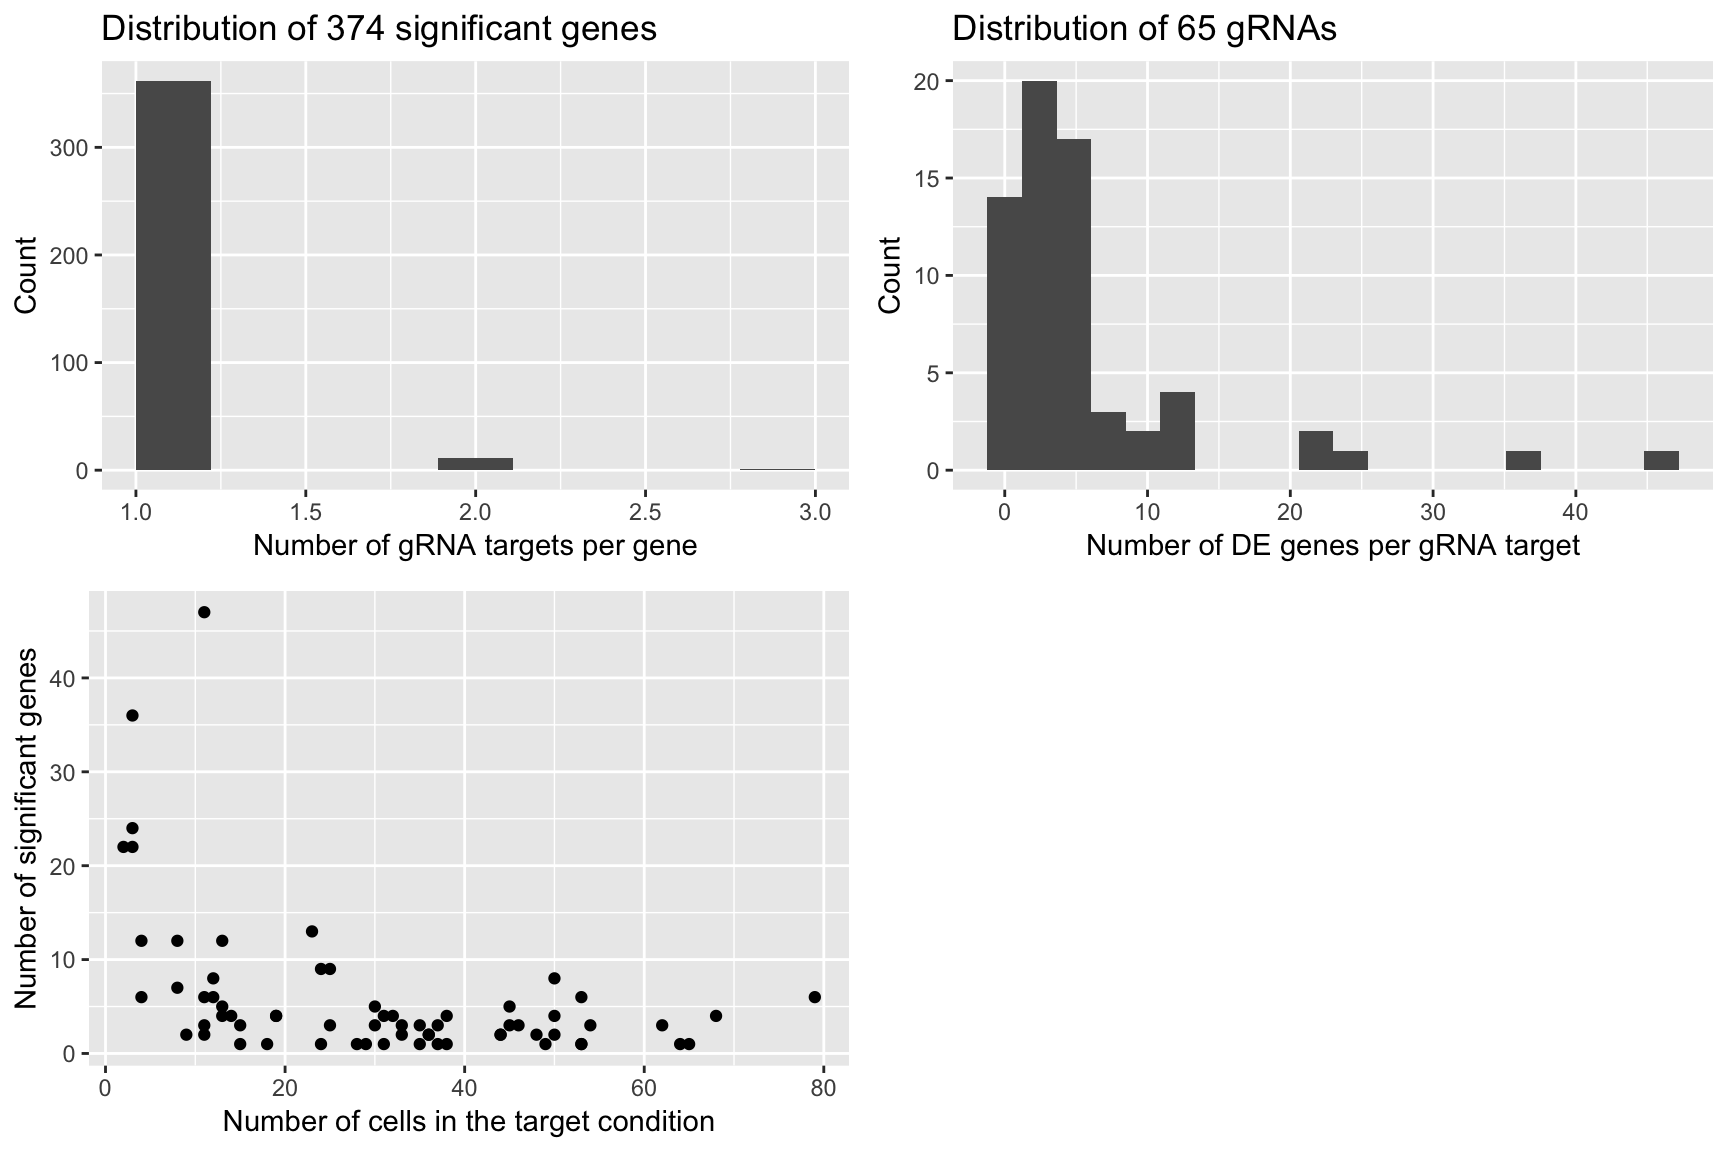 Distribution of 374 significant genes
Count
300
200
100
0
1.0 1.5 2.0 2.5 3.0
Number of gRNA targets per gene
Distribution of 65 gRNAs
Count
20
15
10
5
0
0 10 20 30 40
Number of DE genes per gRNA target
Number of significant genes
40
30
20
10
0
0 20 40 60 80
Number of cells in the target condition